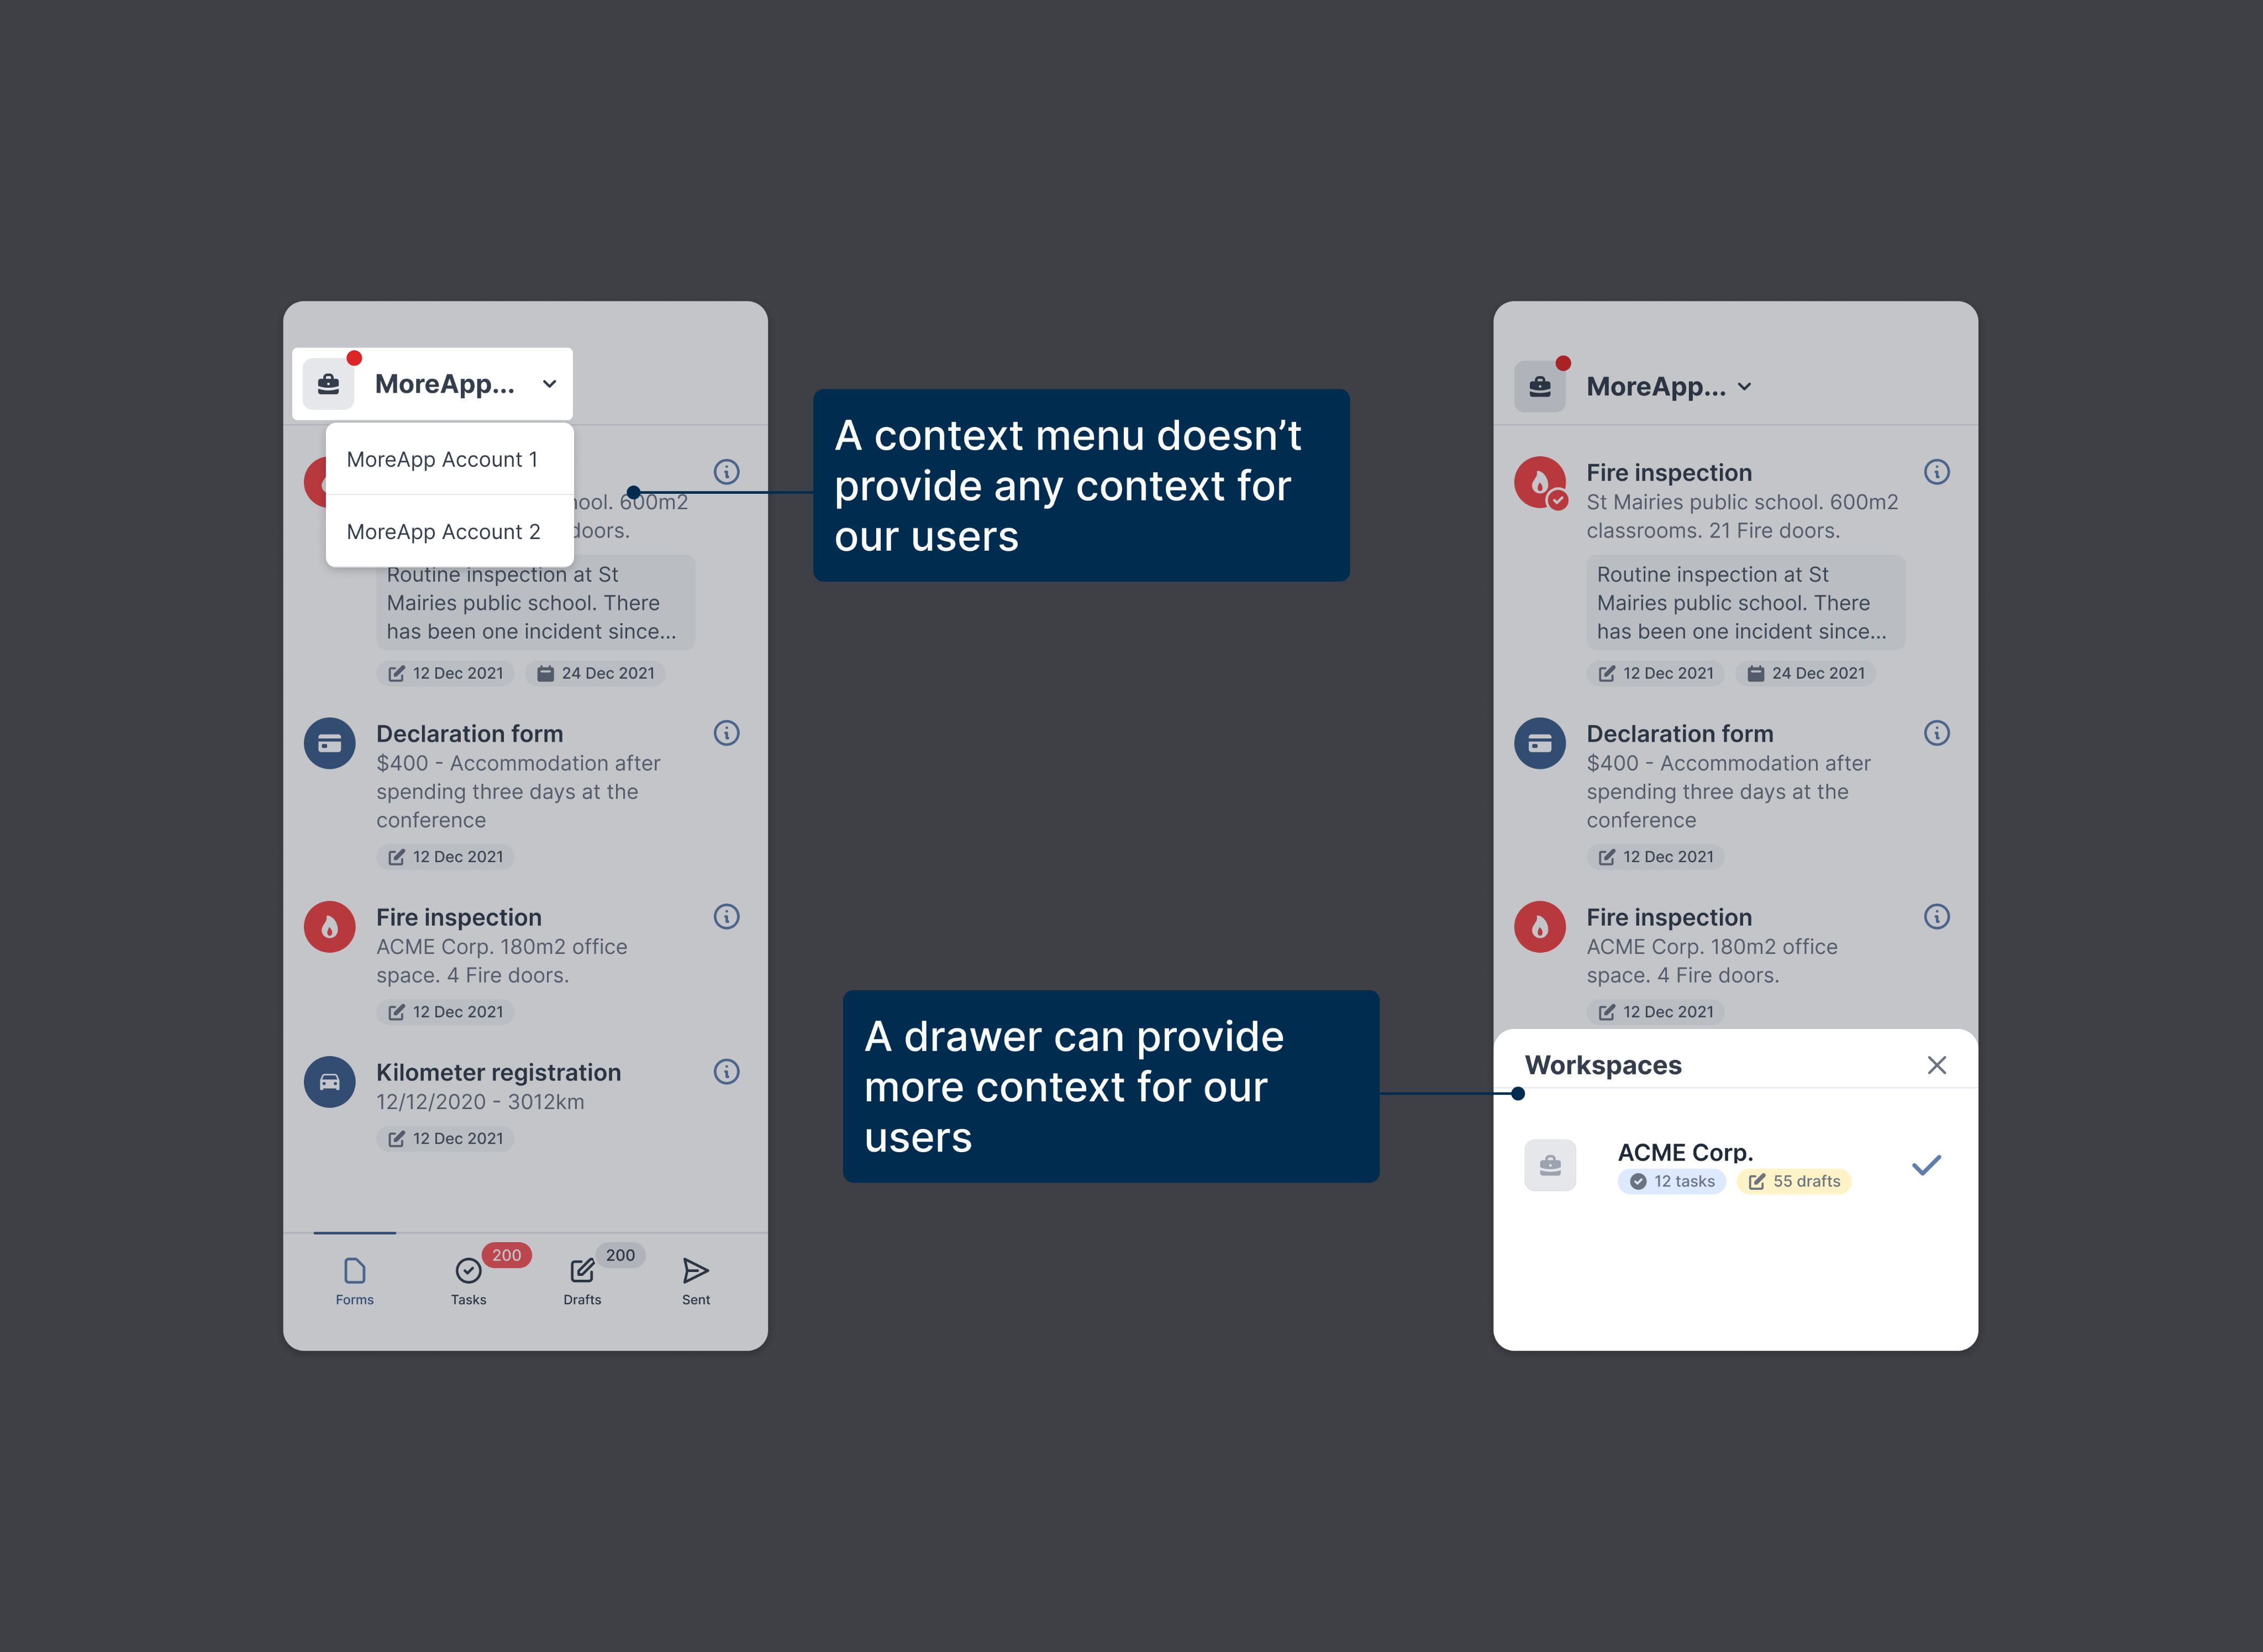 MoreApp...
MoreApp Account 1
MoreApp Account 2
600m2
doors.
Routine inspection at St
Mairies public school. There
has been one incident since...
12 Dec 2021
24 Dec 2021
Declaration form
$400 - Accommodation after
spending three days at the
conference
12 Dec 2021
Fire inspection
ACME Corp. 180m2 office
space. 4 Fire doors.
12 Dec 2021
Kilometer registration
12/12/2020 - 3012km
12 Dec 2021
200
200
Forms
Tasks
Drafts
Sent
A context menu doesn’t
provide any context for
our users
A drawer can provide
more context for our
users
MoreApp...
Fire inspection
St Mairies public school. 600m2
classrooms. 21 Fire doors.
Routine inspection at St
Mairies public school. There
has been one incident since...
12 Dec 2021
24 Dec 2021
Declaration form
$400 - Accommodation after
spending three days at the
conference
12 Dec 2021
Fire inspection
ACME Corp. 180m2 office
space. 4 Fire doors.
12 Dec 2021
Workspaces
ACME Corp.
12 tasks
55 drafts